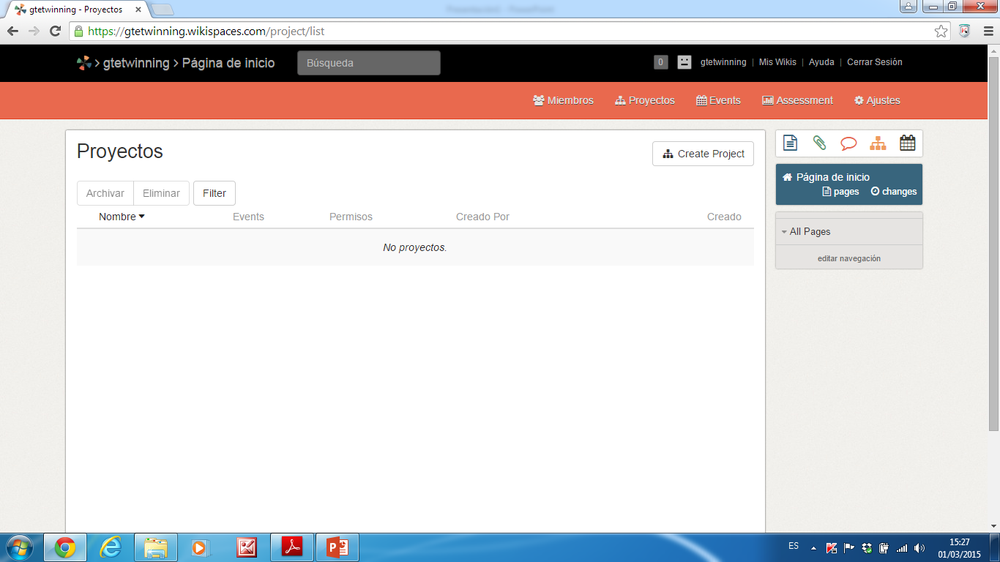 gtetwinning - Proyectos
https://gtetwinning.wikispaces.com/project/list
> gtetwinning > Página de inicio Búsqueda 0 gtetwinning | Mis Wikis | Ayuda | Cerrar Sesión
Miembros Proyectos Events Assessment Ajustes
Proyectos
Create Project
Archivar Eliminar Filter
Nombre Events Permisos Creado Por Creado
No proyectos.
Página de inicio
pages changes
All Pages
editar navegación
ES 15:27
01/03/2015